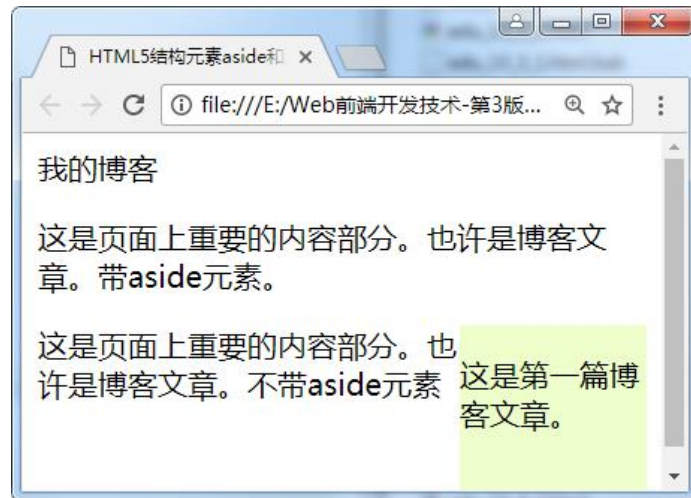 HTML5结构元素aside和
file:///E:/Web前端开发技术-第3版...
我的博客
这是页面上重要的内容部分。也许是博客文
章。带aside元素。
这是页面上重要的内容部分。也
许是博客文章。不带aside元素
这是第一篇博
客文章。